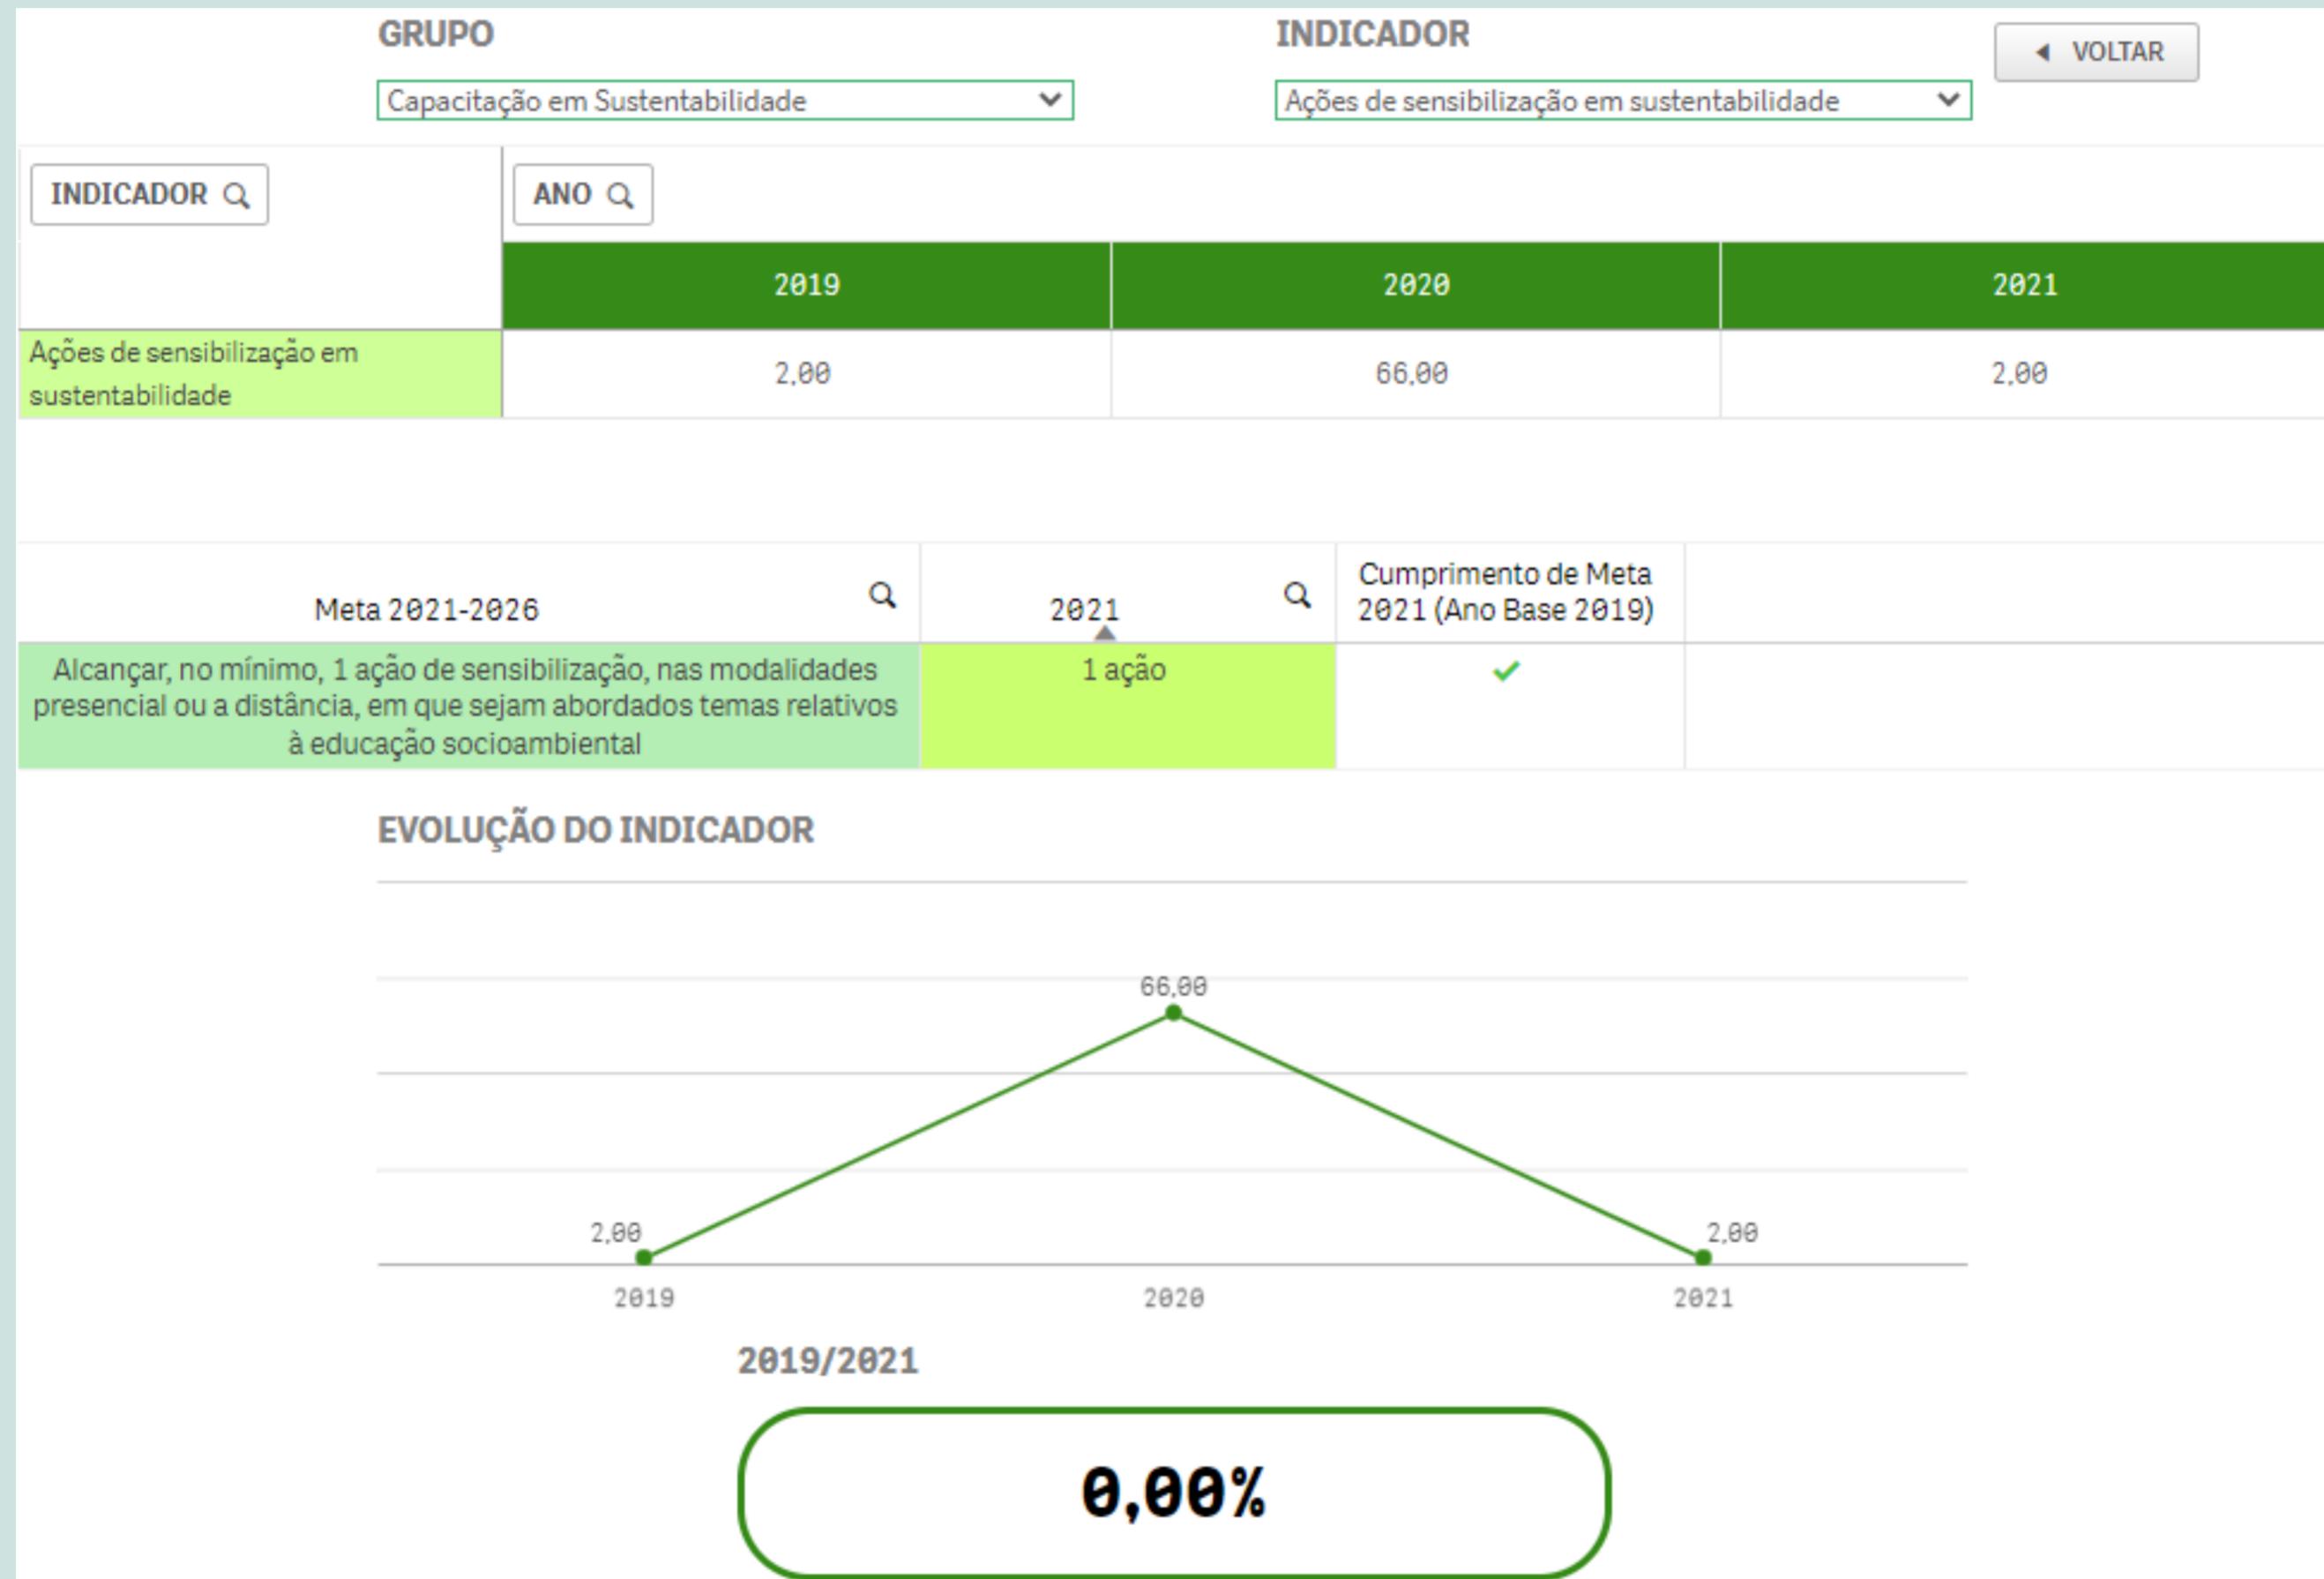 GRUPO
INDICADOR
VOLTAR
Capacitação em Sustentabilidade
Ações de sensibilização em sustentabilidade
INDICADOR
ANO
2019
2020
2021
Ações de sensibilização em
sustentabilidade
2,00
66,00
2,00
Meta 2021-2026
2021
Cumprimento de Meta
2021 (Ano Base 2019)
Alcançar, no mínimo, 1 ação de sensibilização, nas modalidades
presencial ou a distância, em que sejam abordados temas relativos
à educação socioambiental
1 ação
EVOLUÇÃO DO INDICADOR
66,00
2,00
2,00
2019
2020
2021
2019/2021
0,00%